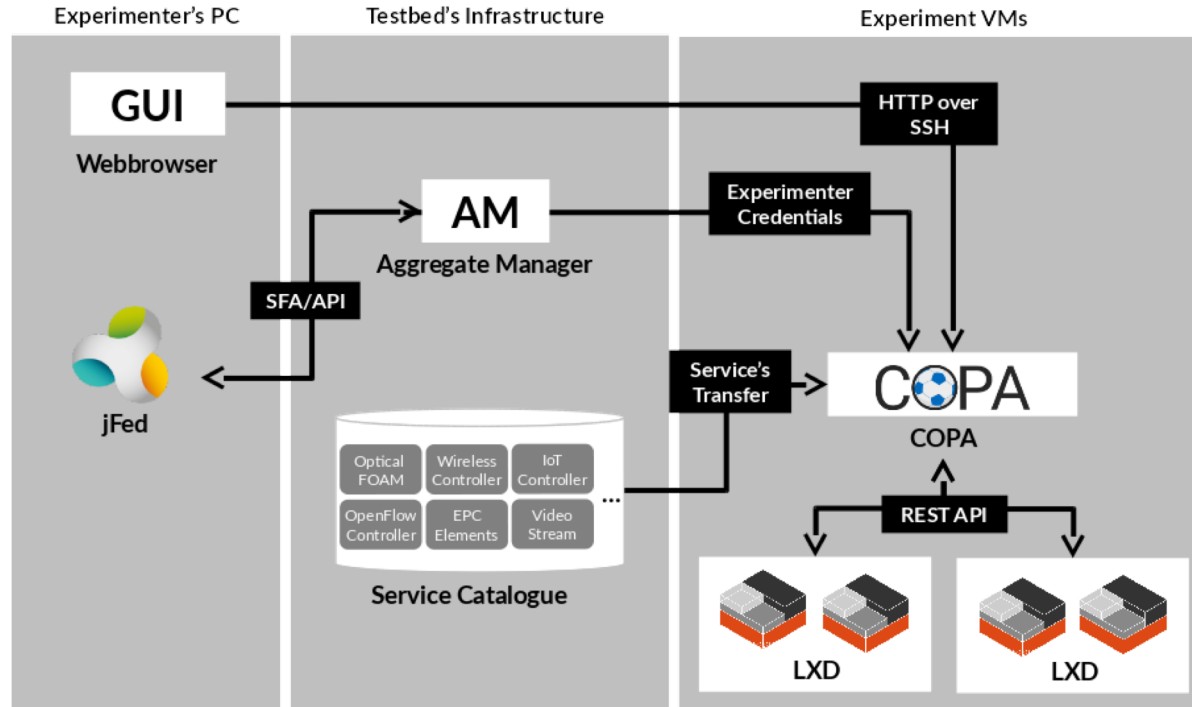 Experimenter's PC
Testbed's Infrastructure
Experiment VMs
GUI
Webbrowser
HTTP over
SSH
AM
Aggregate Manager
Experimenter
Credentials
SFA/API
jFed
Service's
Transfer
COPA
COPA
Optical
FOAM
Wireless
Controller
IoT
Controller
OpenFlow
Controller
EPC
Elements
Video
Stream
...
Service Catalogue
REST API
LXD
LXD